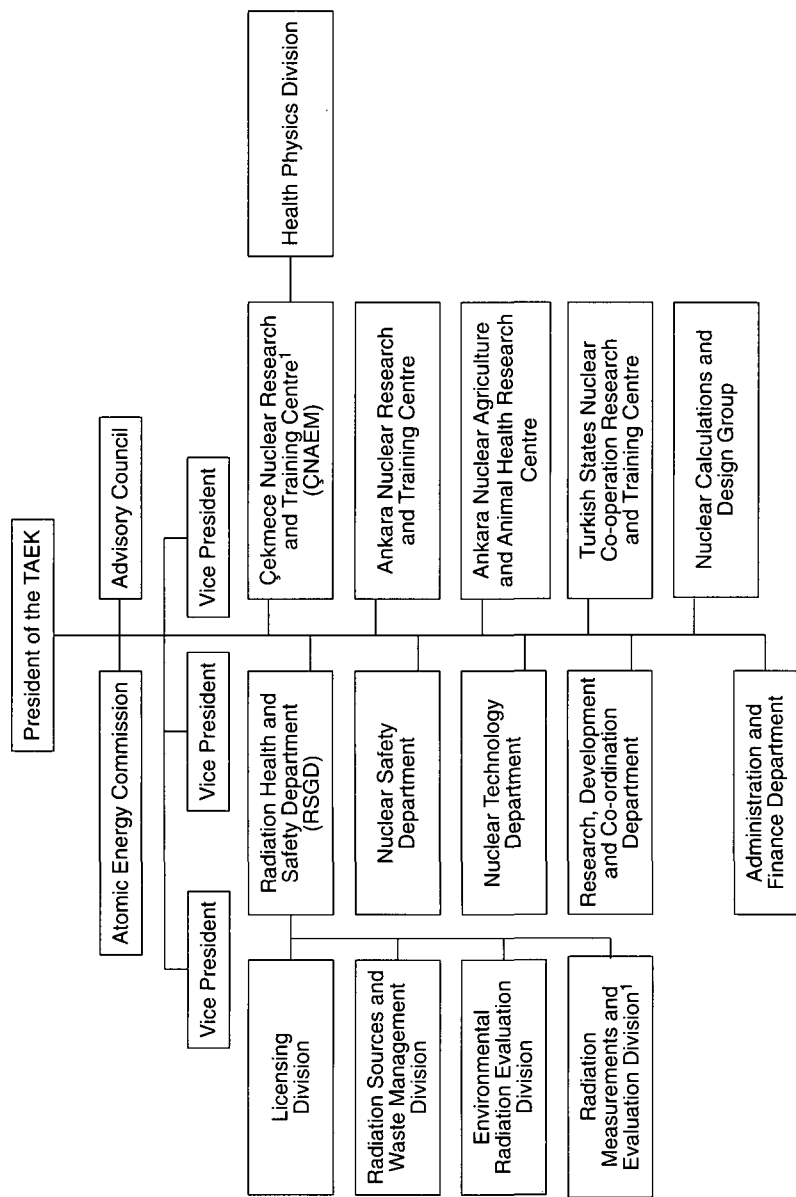 President of the TAEK
Atomic Energy Commission
Advisory Council
Vice President
Vice President
Vice President
Licensing
Division
Radiation Sources and
Waste Management
Division
Environmental
Radiation Evaluation
Division
Radiation
Measurements and
Evaluation Division¹
Radiation Health and
Safety Department
(RSGD)
Nuclear Safety
Department
Nuclear Technology
Department
Research, Development
and Co-ordination
Department
Administration and
Finance Department
Çekmece Nuclear Research
and Training Centre¹
(ÇNAEM)
Ankara Nuclear Research
and Training Centre
Ankara Nuclear Agriculture
and Animal Health Research
Centre
Turkish States Nuclear
Co-operation Research
and Training Centre
Nuclear Calculations and
Design Group
Health Physics Division